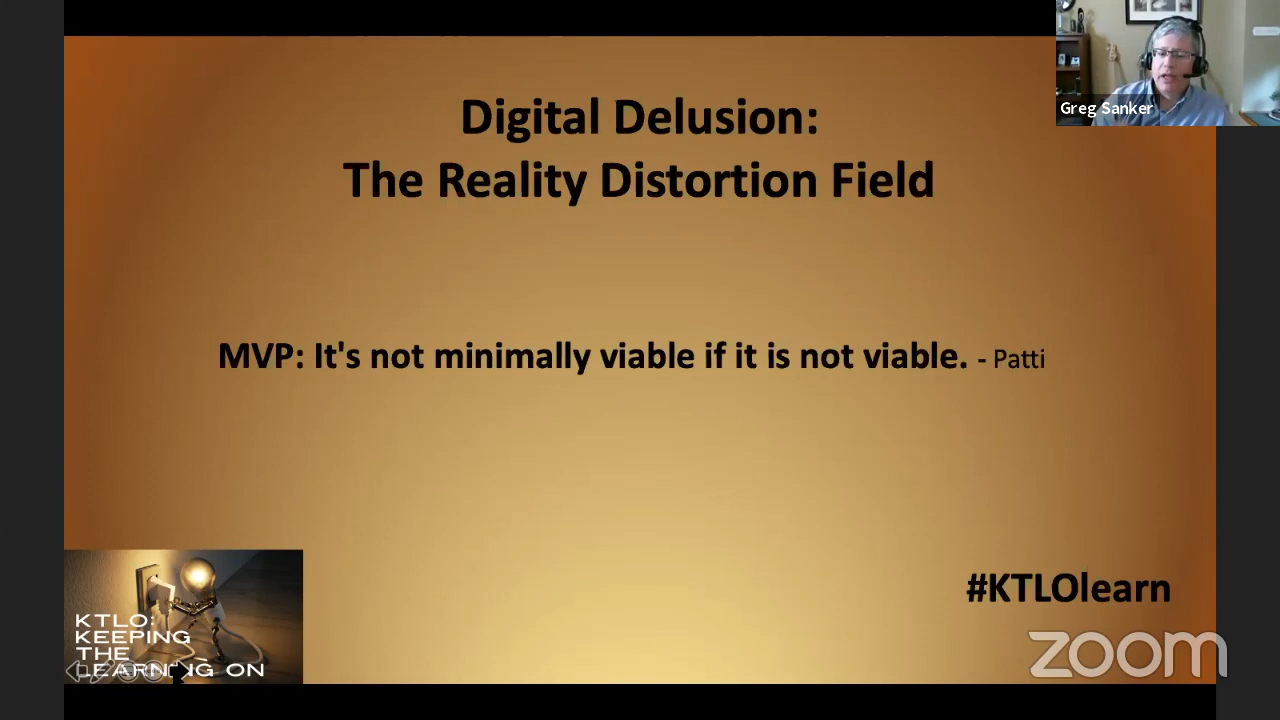 Greg Sanker
Digital Delusion:
The Reality Distortion Field
MVP: It's not minimally viable if it is not viable. - Patti
#KTLOlearn
KTLO:
KEEPING
THE
LEARNING ON
zoom